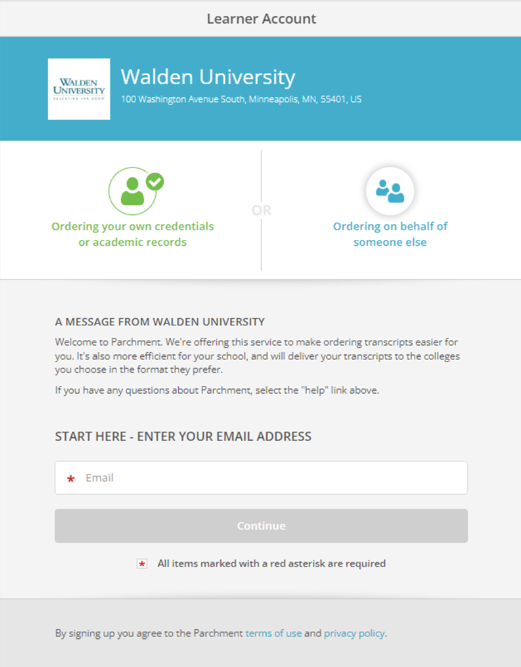 Learner Account
WALDEN
UNIVERSITY
Walden University
100 Washington Avenue South, Minneapolis, MN, 55401, US
Ordering your own credentials
or academic records
OR
Ordering on behalf of
someone else
A MESSAGE FROM WALDEN UNIVERSITY
Welcome to Parchment. We're offering this service to make ordering transcripts easier for
you. It's also more efficient for your school, and will deliver your transcripts to the colleges
you choose in the format they prefer.
If you have any questions about Parchment, select the "help" link above.
START HERE - ENTER YOUR EMAIL ADDRESS
* Email
Continue
* All items marked with a red asterisk are required
By signing up you agree to the Parchment terms of use and privacy policy.